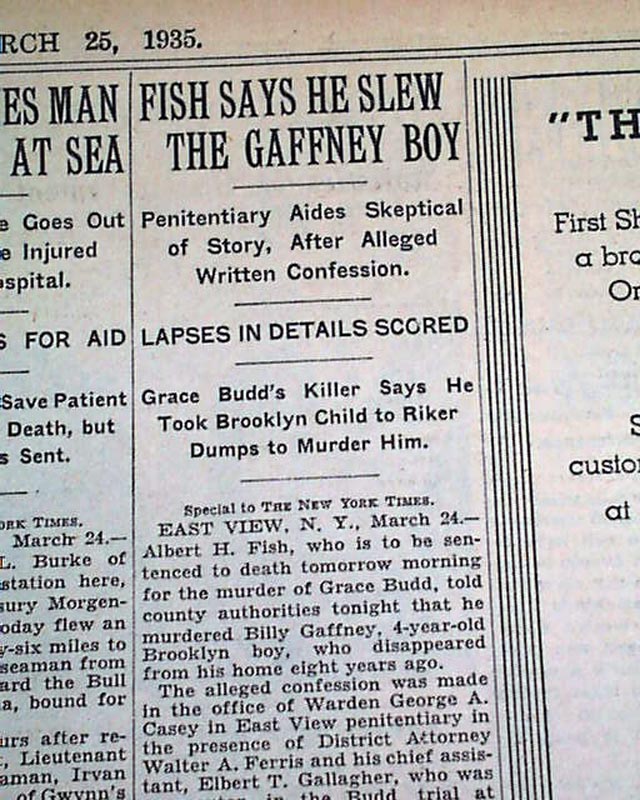 RCH 25, 1935.
ES MAN
AT SEA
Goes Out
Injured
spital.
FOR AID
Save Patient
Death, but
Sent.
ORK TIMES.
March 24.—
L. Burke of
station here,
sury Morgen-
oday flew an
y-six miles to
seaman from
ard the Bull
a, bound for
urs after re-
, Lieutenant
aman, Irvan
of Gwynn's
FISH SAYS HE SLEW
THE GAFFNEY BOY
Penitentiary Aides Skeptical
of Story, After Alleged
Written Confession.
LAPSES IN DETAILS SCORED
Grace Budd's Killer Says He
Took Brooklyn Child to Riker
Dumps to Murder Him.
Special to THE NEW YORK TIMES.
EAST VIEW, N. Y., March 24.—
Albert H. Fish, who is to be sen-
tenced to death tomorrow morning
for the murder of Grace Budd, told
county authorities tonight that he
murdered Billy Gaffney, 4-year-old
Brooklyn boy, who disappeared
from his home eight years ago.
The alleged confession was made
in the office of Warden George A.
Casey in East View penitentiary in
the presence of District Attorney
Walter A. Ferris and his chief assis-
tant, Elbert T. Gallagher, who was
in the Budd trial at
"TH
First Sh
a bro
Or
S
custo
at